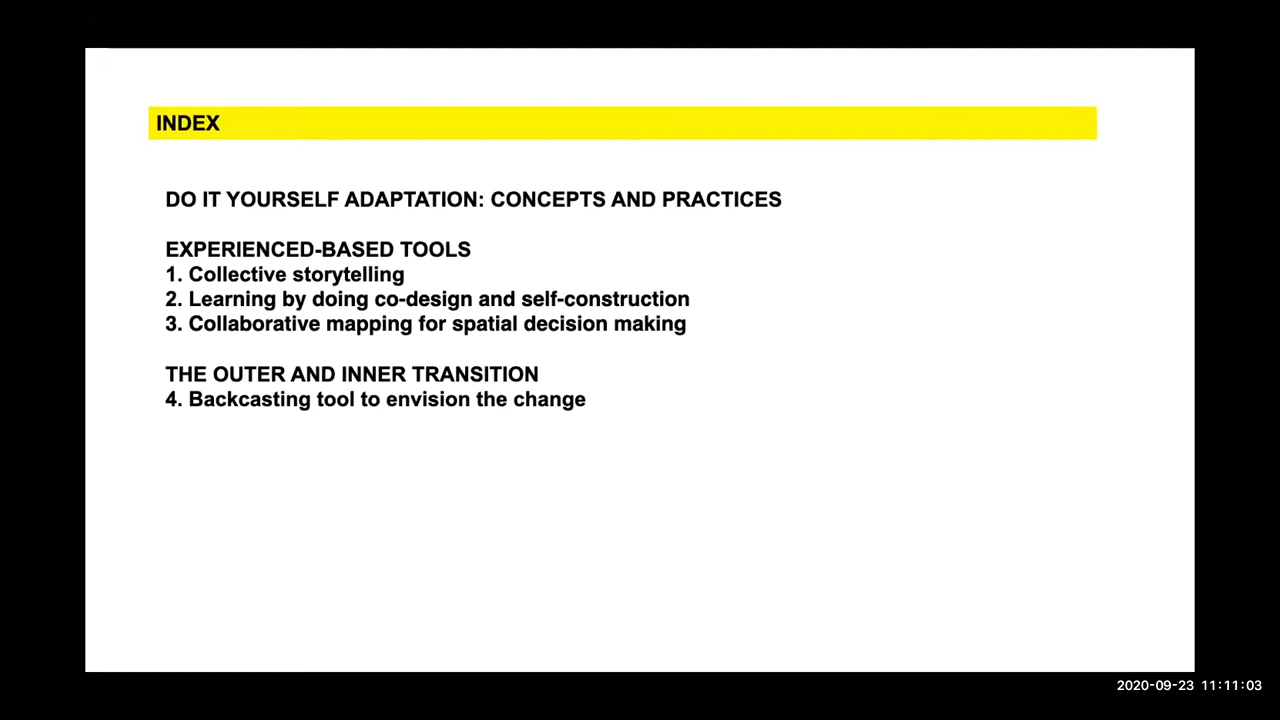 INDEX
DO IT YOURSELF ADAPTATION: CONCEPTS AND PRACTICES
EXPERIENCED-BASED TOOLS
1. Collective storytelling
2. Learning by doing co-design and self-construction
3. Collaborative mapping for spatial decision making
THE OUTER AND INNER TRANSITION
4. Backcasting tool to envision the change
2020-09-23 11:11:03